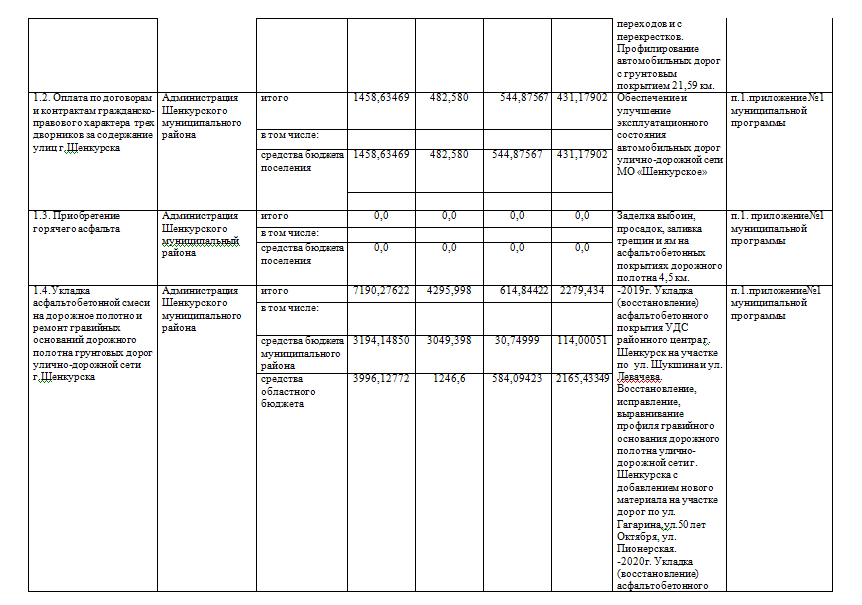 переходов и с
перекрестков.
Профилирование
автомобильных дорог
с грунтовым
покрытием 21,59 км.
1.2. Оплата по договорам
и контрактам гражданско-
правового характера трех
дворников за содержание
улиц г.Шенкурска
Администрация
Шенкурского
муниципального
района
итого
1458,63469
482,580
544,87567
431,17902
в том числе:
средства бюджета
поселения
1458,63469
482,580
544,87567
431,17902
Обеспечение и
улучшение
эксплуатационного
состояния
автомобильных дорог
улично-дорожной сети
МО «Шенкурское»
п.1.приложение№1
муниципальной
программы
1.3. Приобретение
горячего асфальта
Администрация
Шенкурского
муниципальный
района
итого
0,0
0,0
0,0
0,0
в том числе:
средства бюджета
поселения
0,0
0,0
0,0
0,0
Заделка выбоин,
просадок, заливка
трещин и ям на
асфальтобетонных
покрытиях дорожного
полотна 4,5 км.
п.1. приложение№1
муниципальной
программы
1.4.Укладка
асфальтобетонной смеси
на дорожное полотно и
ремонт гравийных
оснований дорожного
полотна грунтовых дорог
улично-дорожной сети
г.Шенкурска
Администрация
Шенкурского
муниципального
района
итого
7190,27622
4295,998
614,84422
2279,434
в том числе:
средства бюджета
муниципального
района
3194,14850
3049,398
30,74999
114,00051
средства
областного
бюджета
3996,12772
1246,6
584,09423
2165,43349
-2019г. Укладка
(восстановление)
асфальтобетонного
покрытия УДС
районного центраг.
Шенкурск на участке
по ул. Шукшина и ул.
Левачева.
Восстановление,
исправление,
выравнивание
профиля гравийного
основания дорожного
полотна улично-
дорожной сети г.
Шенкурска с
добавлением нового
материала на участке
дорог по ул.
Гагарина,ул.50 лет
Октября, ул.
Пионерская.
-2020г. Укладка
(восстановление)
асфальтобетонного
п.1.приложение№1
муниципальной
программы